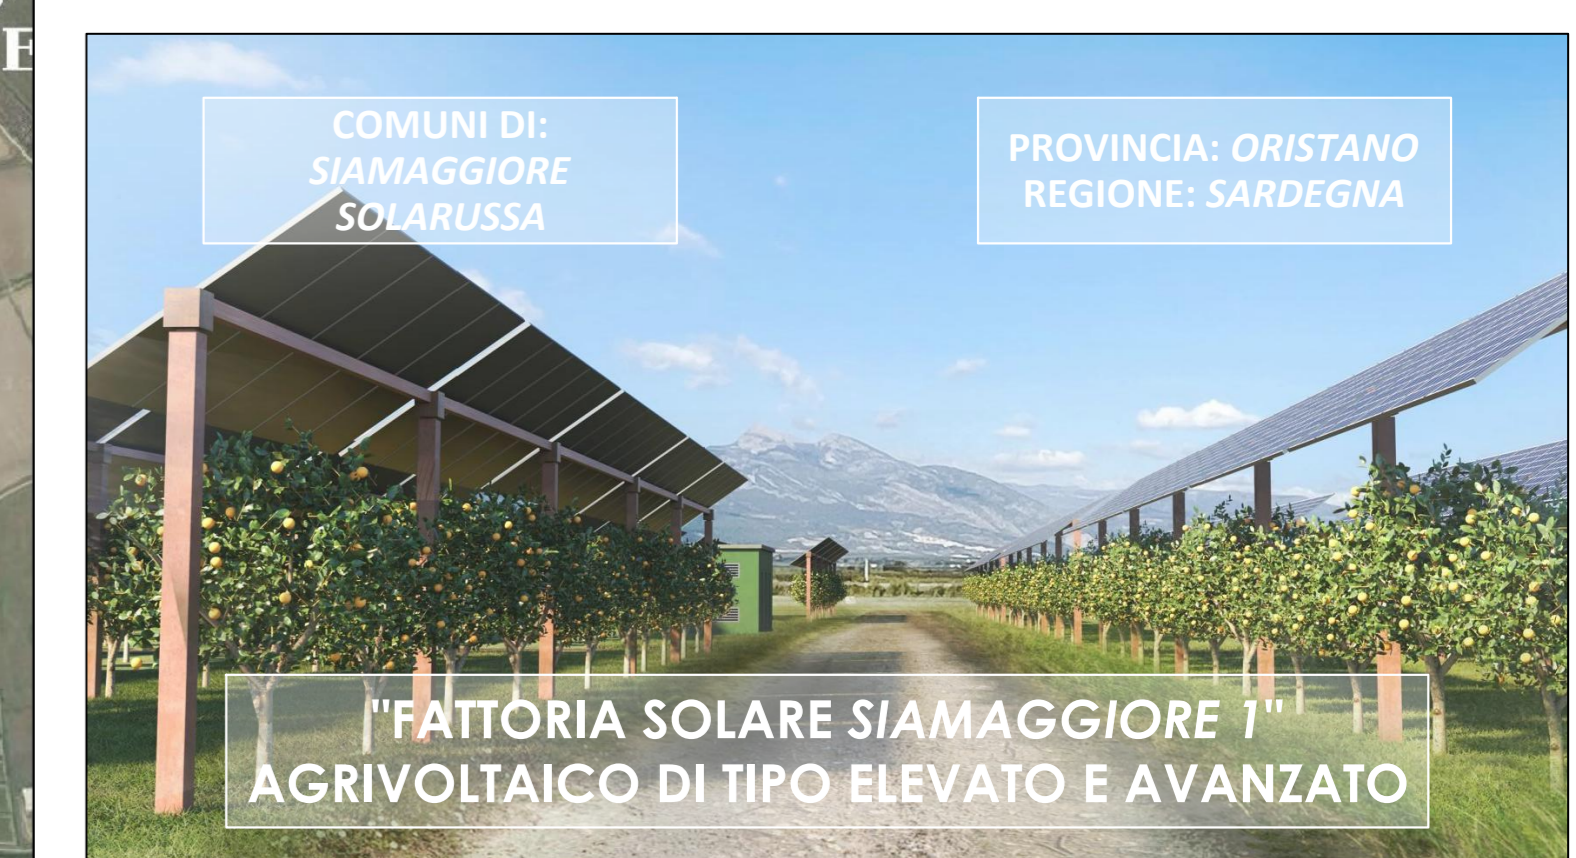 E
COMUNI DI:
SIAMAGGIORE
SOLARUSSA
PROVINCIA: ORISTANO
REGIONE: SARDEGNA
"FATTORIA SOLARE SIAMAGGIORE 1"
AGRIVOLTAICO DI TIPO ELEVATO E AVANZATO